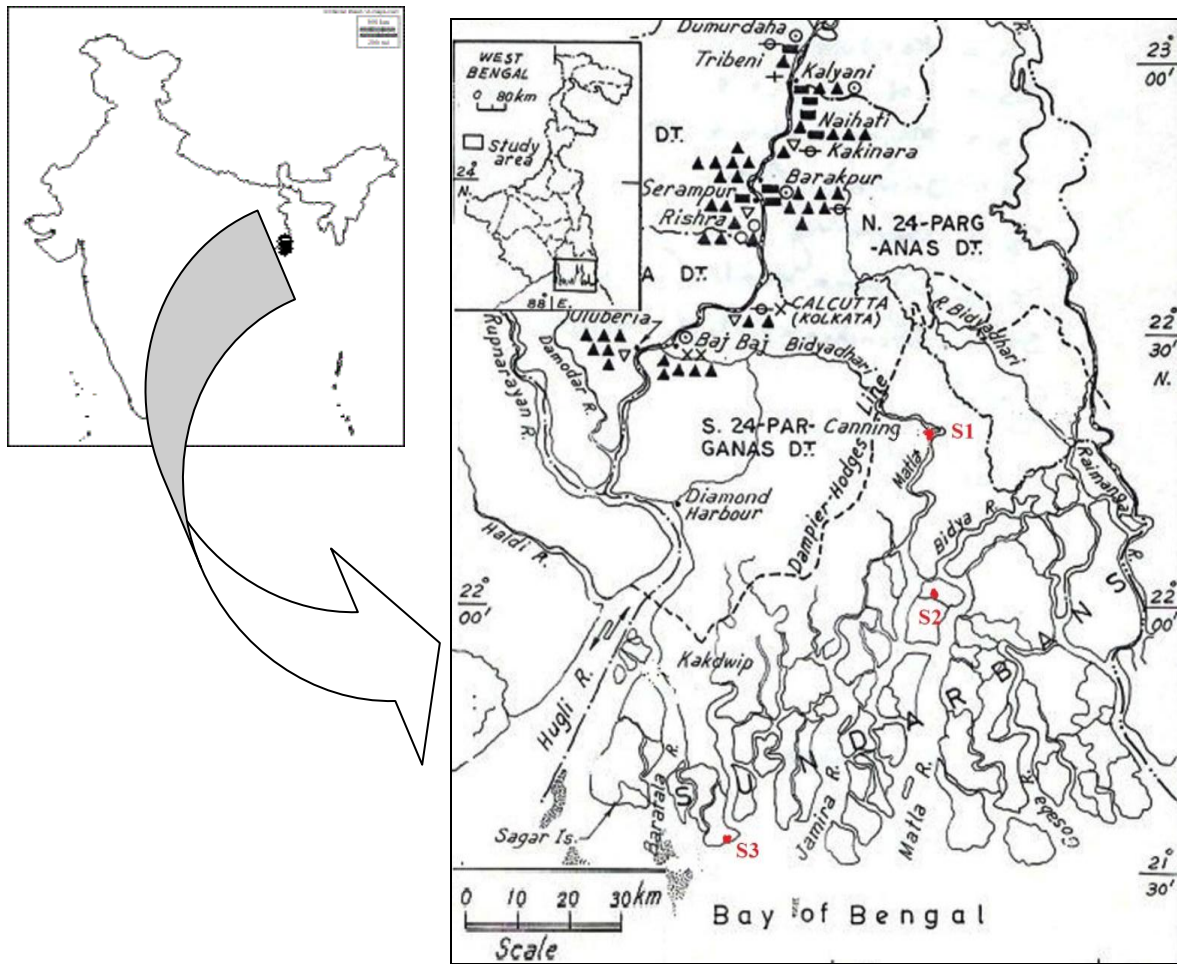 WEST
BENGAL
0 80km
Study
area
24°
N.
88° E.
Dumurdaha
Tribeni
Kalyani
DT.
Naihati
Kakinara
Serampur
Barakpur
Rishra
N. 24-PARG
-ANAS DT.
A DT.
CALCUTTA
(KOLKATA)
R. Bidyadhari
Uluberia
Baj Baj
Bidyadhari
Rupnarayan R.
Damodar R.
S. 24-PAR-
GANAS DT.
Canning
S1
Dampier-Hodges Line
Matla
Raimangal R.
Diamond
Harbour
Bidya R.
Haldi R.
S2
Kakdwip
Hugli R.
SUNDARBANS
Baratala R.
Jamira R.
Matla R.
Gosaba R.
Sagar Is.
S3
23°
00'
22°
30'
N.
22°
00'
22°
00'
21°
30'
0 10 20 30km
Scale
Bay of Bengal